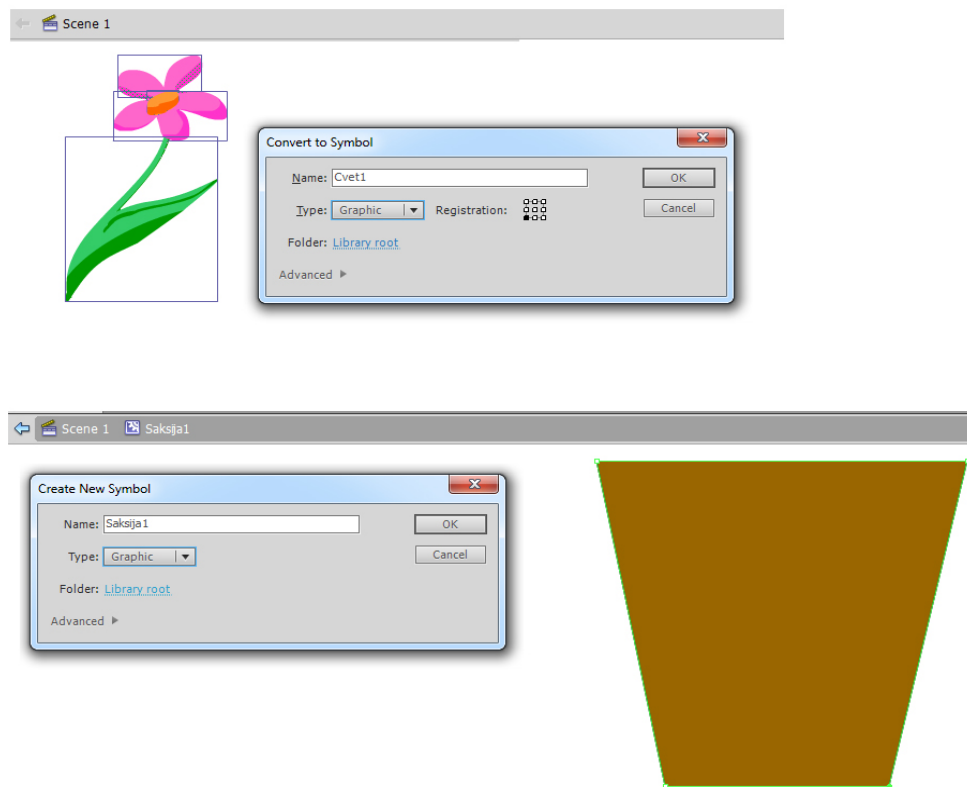 Scene 1
Convert to Symbol
Name: Cvet1
OK
Type: Graphic Registration:
Cancel
Folder: Library root
Advanced
Scene 1 Saksija1
Create New Symbol
Name: Saksija1
OK
Type: Graphic
Cancel
Folder: Library root
Advanced